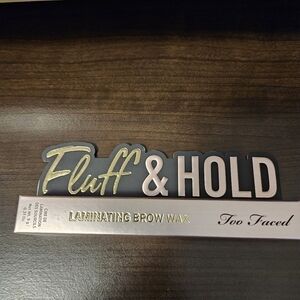 Fluff & HOLD
LAMINATING BROW WAX
Too Faced